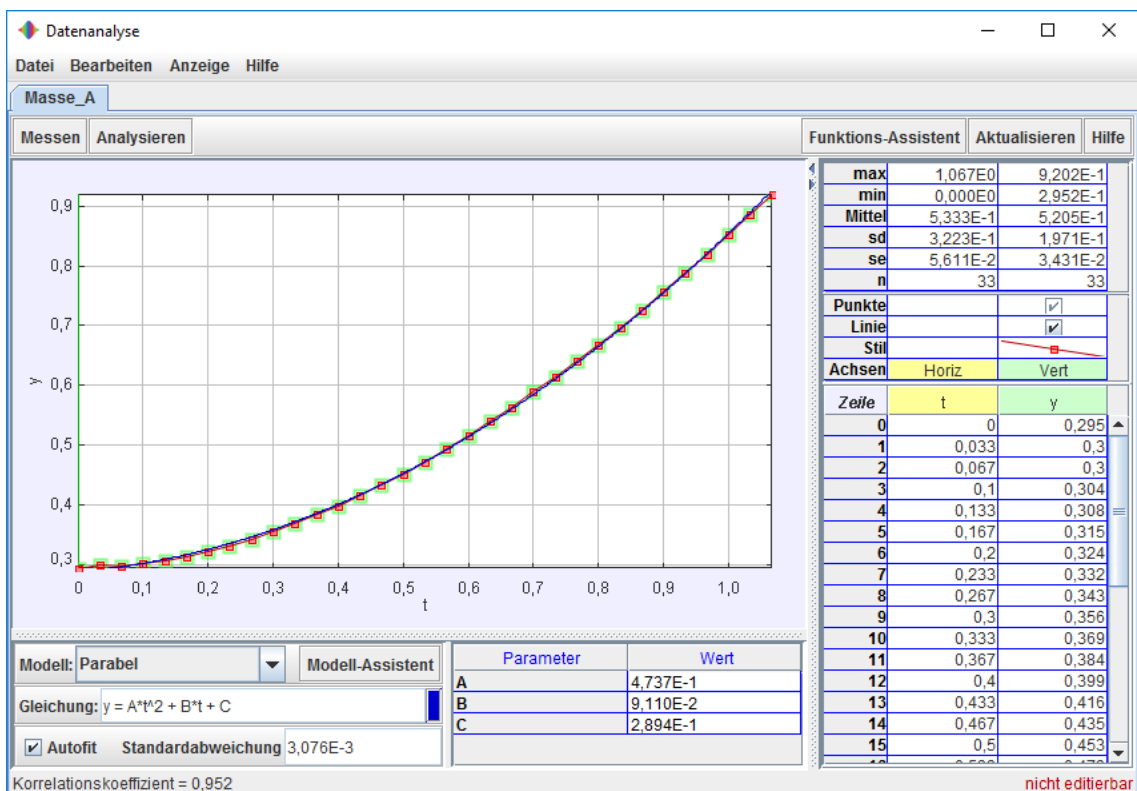 Datenanalyse
Datei Bearbeiten Anzeige Hilfe
Masse_A
Messen Analysieren Funktions-Assistent Aktualisieren Hilfe
y
0,9
0,8
0,7
0,6
0,5
0,4
0,3
0 0,1 0,2 0,3 0,4 0,5 0,6 0,7 0,8 0,9 1,0
t
max 1,067E0 9,202E-1
min 0,000E0 2,952E-1
Mittel 5,333E-1 5,205E-1
sd 3,223E-1 1,971E-1
se 5,611E-2 3,431E-2
n 33 33
Punkte
Linie
Stil
Achsen Horiz Vert
Zeile t y
0 0 0,295
1 0,033 0,3
2 0,067 0,3
3 0,1 0,304
4 0,133 0,308
5 0,167 0,315
6 0,2 0,324
7 0,233 0,332
8 0,267 0,343
9 0,3 0,356
10 0,333 0,369
11 0,367 0,384
12 0,4 0,399
13 0,433 0,416
14 0,467 0,435
15 0,5 0,453
Modell: Parabel Modell-Assistent
Gleichung: y = A*t^2 + B*t + C
Autofit Standardabweichung 3,076E-3
Parameter Wert
A 4,737E-1
B 9,110E-2
C 2,894E-1
Korrelationskoeffizient = 0,952
nicht editierbar